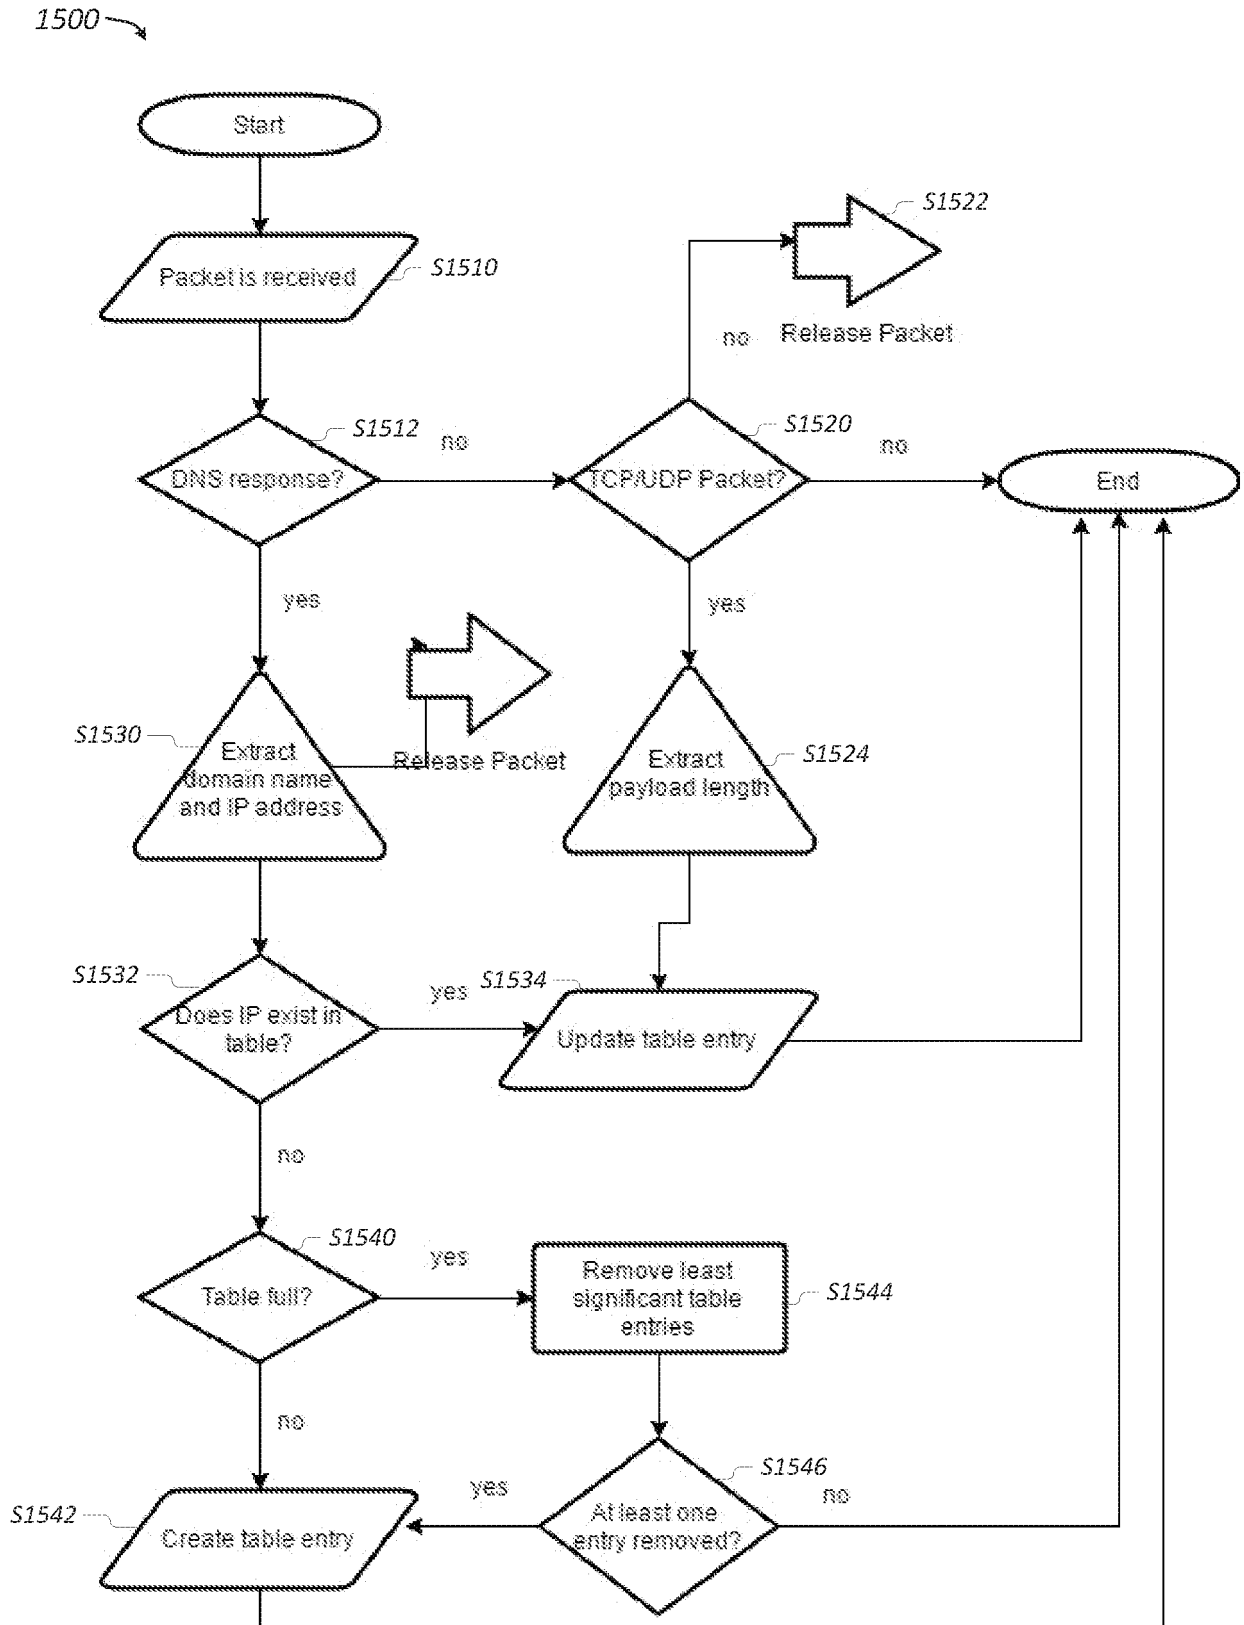 1500
Start
S1522
Packet is received
S1510
no
Release Packet
S1512
no
S1520
no
DNS response?
TCP/UDP Packet?
End
yes
yes
S1530
Extract
domain name
and IP address
Release Packet
Extract
payload length
S1524
S1532
yes
S1534
Does IP exist in
table?
Update table entry
no
S1540
yes
Table full?
Remove least
significant table
entries
S1544
no
S1546
yes
no
S1542
Create table entry
At least one
entry removed?